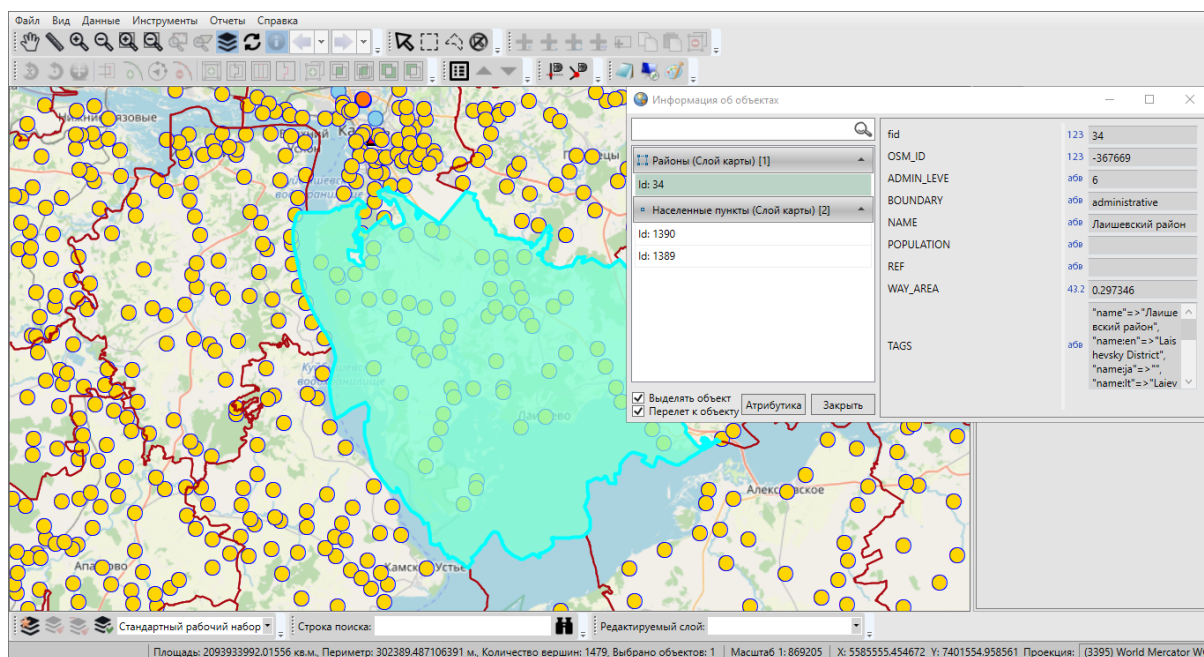 Файл Вид Данные Инструменты Отчеты Справка
Информация об объектах
Районы (Слой карты) [1]
Id: 34
Населенные пункты (Слой карты) [2]
Id: 1390
Id: 1389
Выделять объект
Перелет к объекту
Атрибутика
Закрыть
fid 123 34
OSM_ID 123 -367669
ADMIN_LEVE абв 6
BOUNDARY абв administrative
NAME абв Лаишевский район
POPULATION абв
REF абв
WAY_AREA 43.2 0.297346
TAGS абв
"name"=>"Лаише
вский район",
"name:en"=>"Lais
hevsky District",
"name:ja"=>"",
"name:lt"=>"Laiev
Лаишево
Алексеевское
Камско Устье
Стандартный рабочий набор
Строка поиска:
Редактируемый слой:
Площадь: 2093933992.01556 кв.м., Периметр: 302389.487106391 м., Количество вершин: 1479, Выбрано объектов: 1
Масштаб 1: 869205
X: 5585555.454672 Y: 7401554.958561 Проекция: (3395) World Mercator W